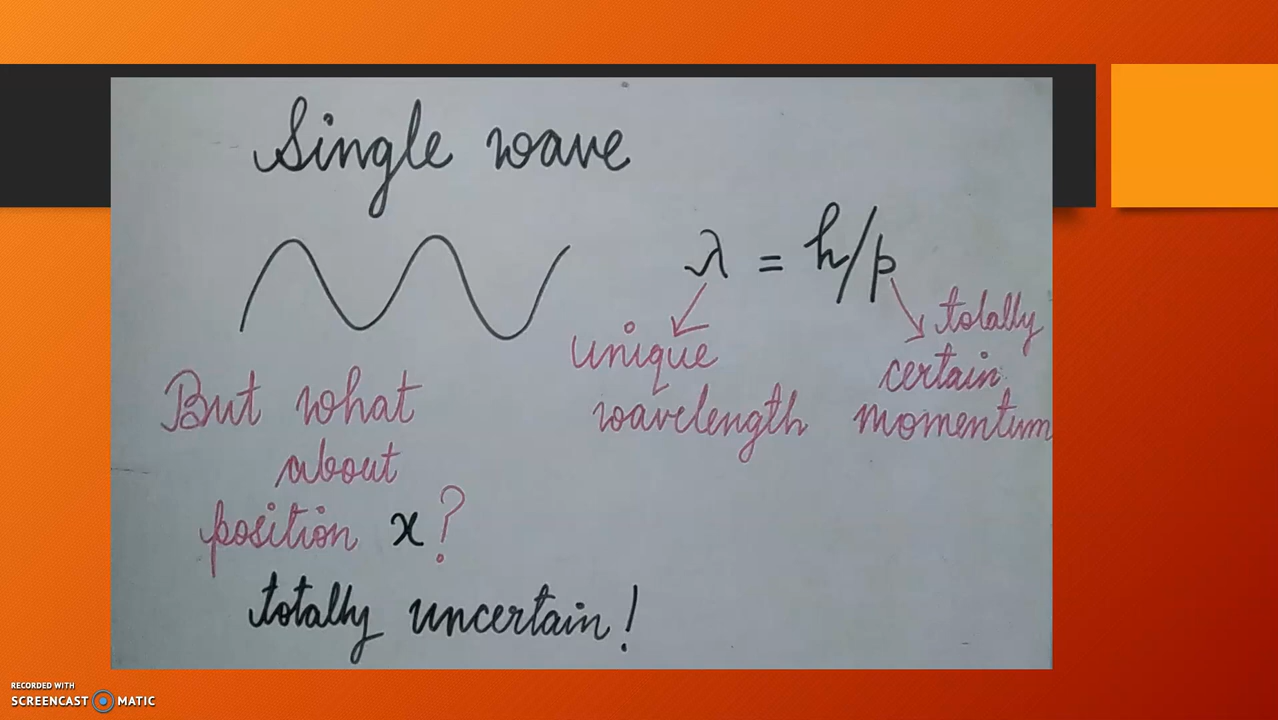 Single wave
λ = h/p
unique
wavelength
totally
certain
momentum
But what
about
position x?
totally uncertain!
RECORDED WITH
SCREENCAST MATIC